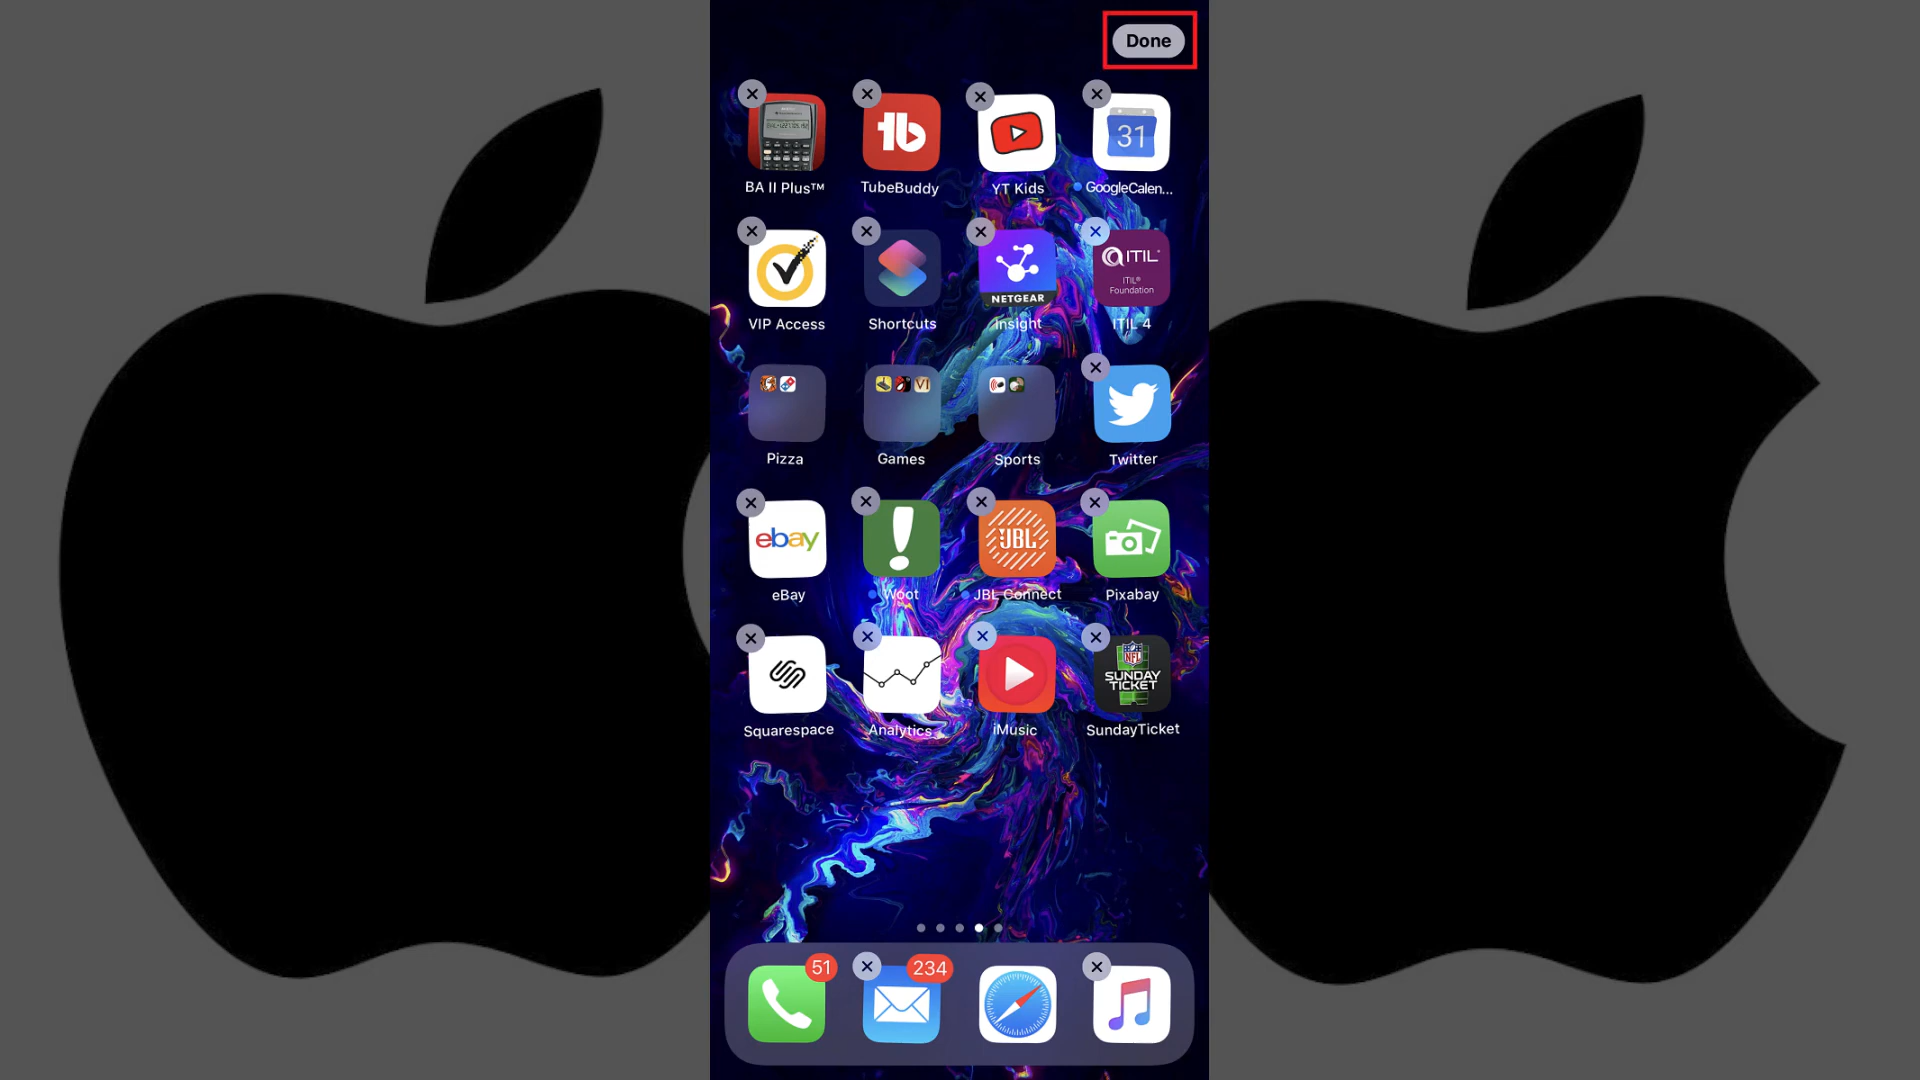 Done
BA II Plus™ TubeBuddy YT Kids GoogleCalen...
31
VIP Access Shortcuts Insight ITIL 4
NETGEAR
ITIL®
ITIL®
Foundation
Pizza Games Sports Twitter
VI
ebay
JBL
eBay Woot JBL Connect Pixabay
NFL
SUNDAY
TICKET
Squarespace Analytics iMusic SundayTicket
51 234